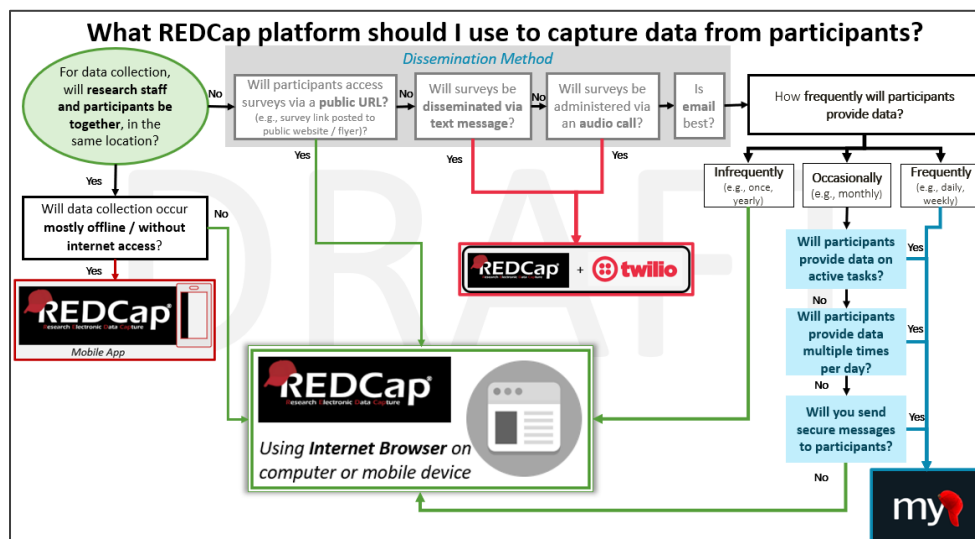 What REDCap platform should I use to capture data from participants?
Dissemination Method
For data collection,
will research staff
and participants be
together, in the
same location?
No
Will participants access
surveys via a public URL?
(e.g., survey link posted to
public website / flyer)?
No
Will surveys be
disseminated via
text message?
No
Will surveys be
administered via
an audio call?
Is
email
best?
How frequently will participants
provide data?
Yes
Yes
Yes
Yes
Infrequently
(e.g., once,
yearly)
Occasionally
(e.g., monthly)
Frequently
(e.g., daily,
weekly)
Will data collection occur
mostly offline / without
internet access?
No
Yes
REDCap®
Research Electronic Data Capture
Mobile App
REDCap
Research Electronic Data Capture
+
twilio
Will participants
provide data on
active tasks?
Yes
No
Will participants
provide data
multiple times
per day?
Yes
No
Will you send
secure messages
to participants?
Yes
No
REDCap®
Research Electronic Data Capture
Using Internet Browser on
computer or mobile device
my
DRAFT